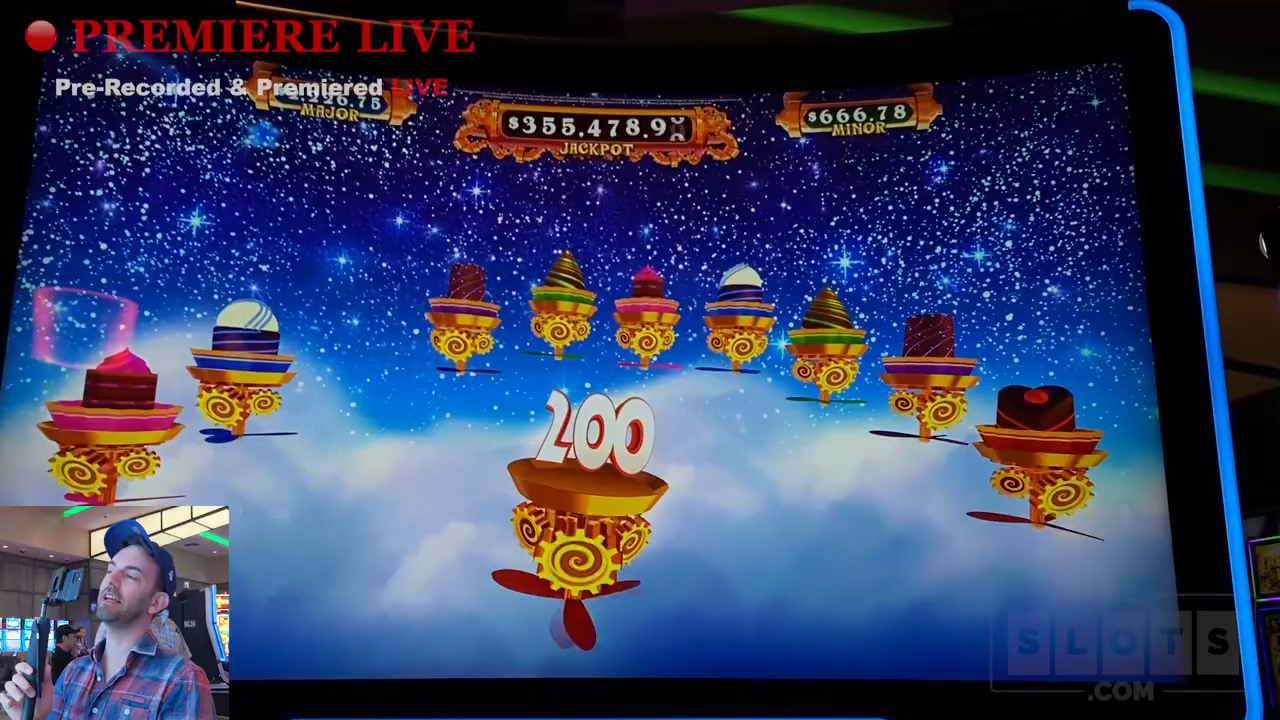 PREMIERE LIVE
Pre-Recorded & Premiered LIVE
MAJOR
$355,478.9
JACKPOT
$666.78
MINOR
200
SLOTS
.COM